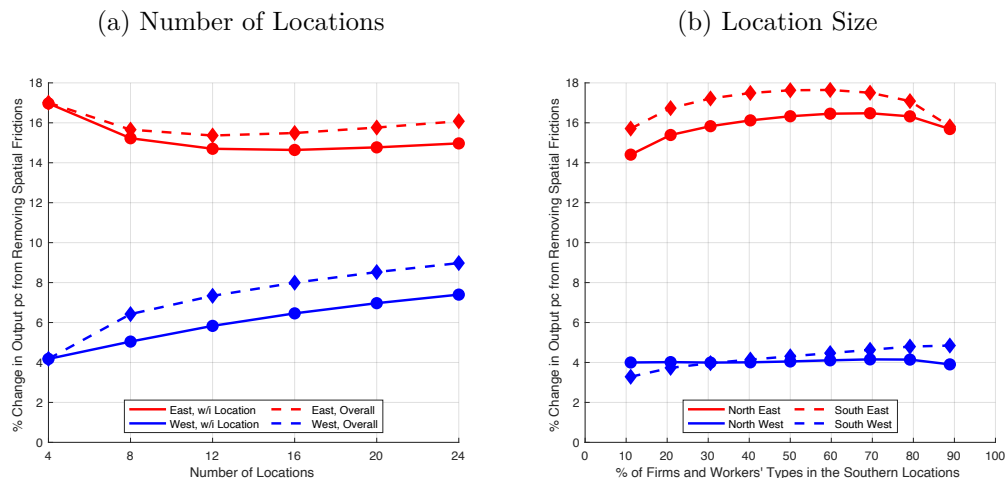 (a) Number of Locations
% Change in Output pc from Removing Spatial Frictions
18
16
14
12
10
8
6
4
2
0
4
8
12
16
20
24
East, w/i Location
East, Overall
West, w/i Location
West, Overall
Number of Locations
(b) Location Size
% Change in Output pc from Removing Spatial Frictions
18
16
14
12
10
8
6
4
2
0
0
10
20
30
40
50
60
70
80
90
100
North East
South East
North West
South West
% of Firms and Workers' Types in the Southern Locations